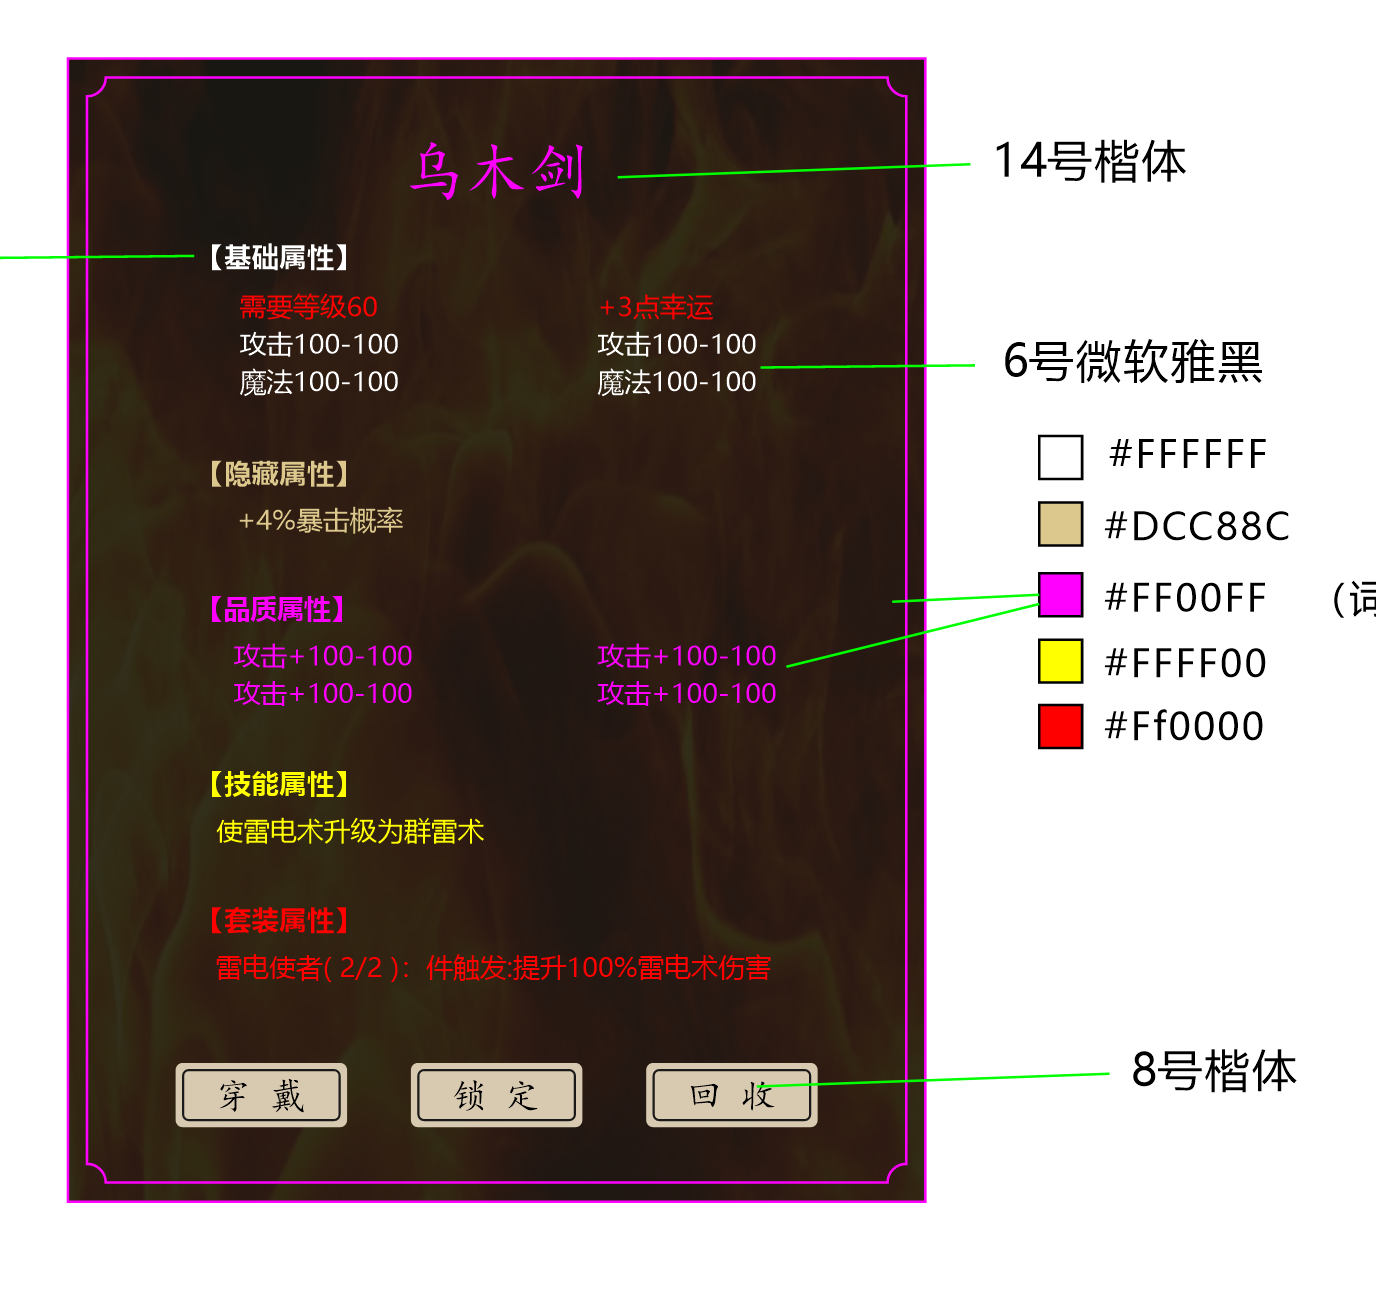 乌木剑
14号楷体
【基础属性】
需要等级60 +3点幸运
攻击100-100 攻击100-100
魔法100-100 魔法100-100
6号微软雅黑
#FFFFFF
【隐藏属性】
+4%暴击概率
#DCC88C
【品质属性】
#FF00FF (词
攻击+100-100 攻击+100-100
攻击+100-100 攻击+100-100
#FFFF00
#Ff0000
【技能属性】
使雷电术升级为群雷术
【套装属性】
雷电使者( 2/2 ): 件触发:提升100%雷电术伤害
穿 戴 锁 定 回 收
8号楷体